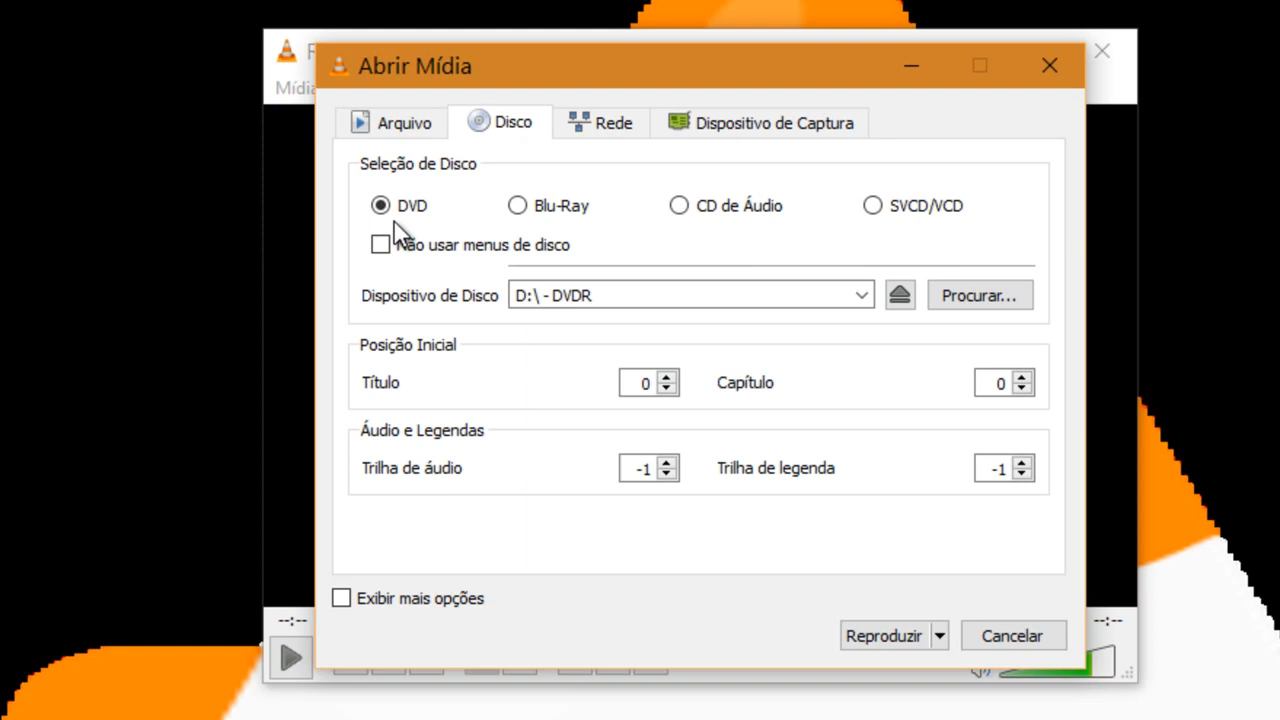 Abrir Mídia
Mídia
Arquivo Disco Rede Dispositivo de Captura
Seleção de Disco
DVD Blu-Ray CD de Áudio SVCD/VCD
Não usar menus de disco
Dispositivo de Disco D:\ - DVDR Procurar...
Posição Inicial
Título 0 Capítulo 0
Áudio e Legendas
Trilha de áudio -1 Trilha de legenda -1
Exibir mais opções
--:-- --:--
Reproduzir Cancelar